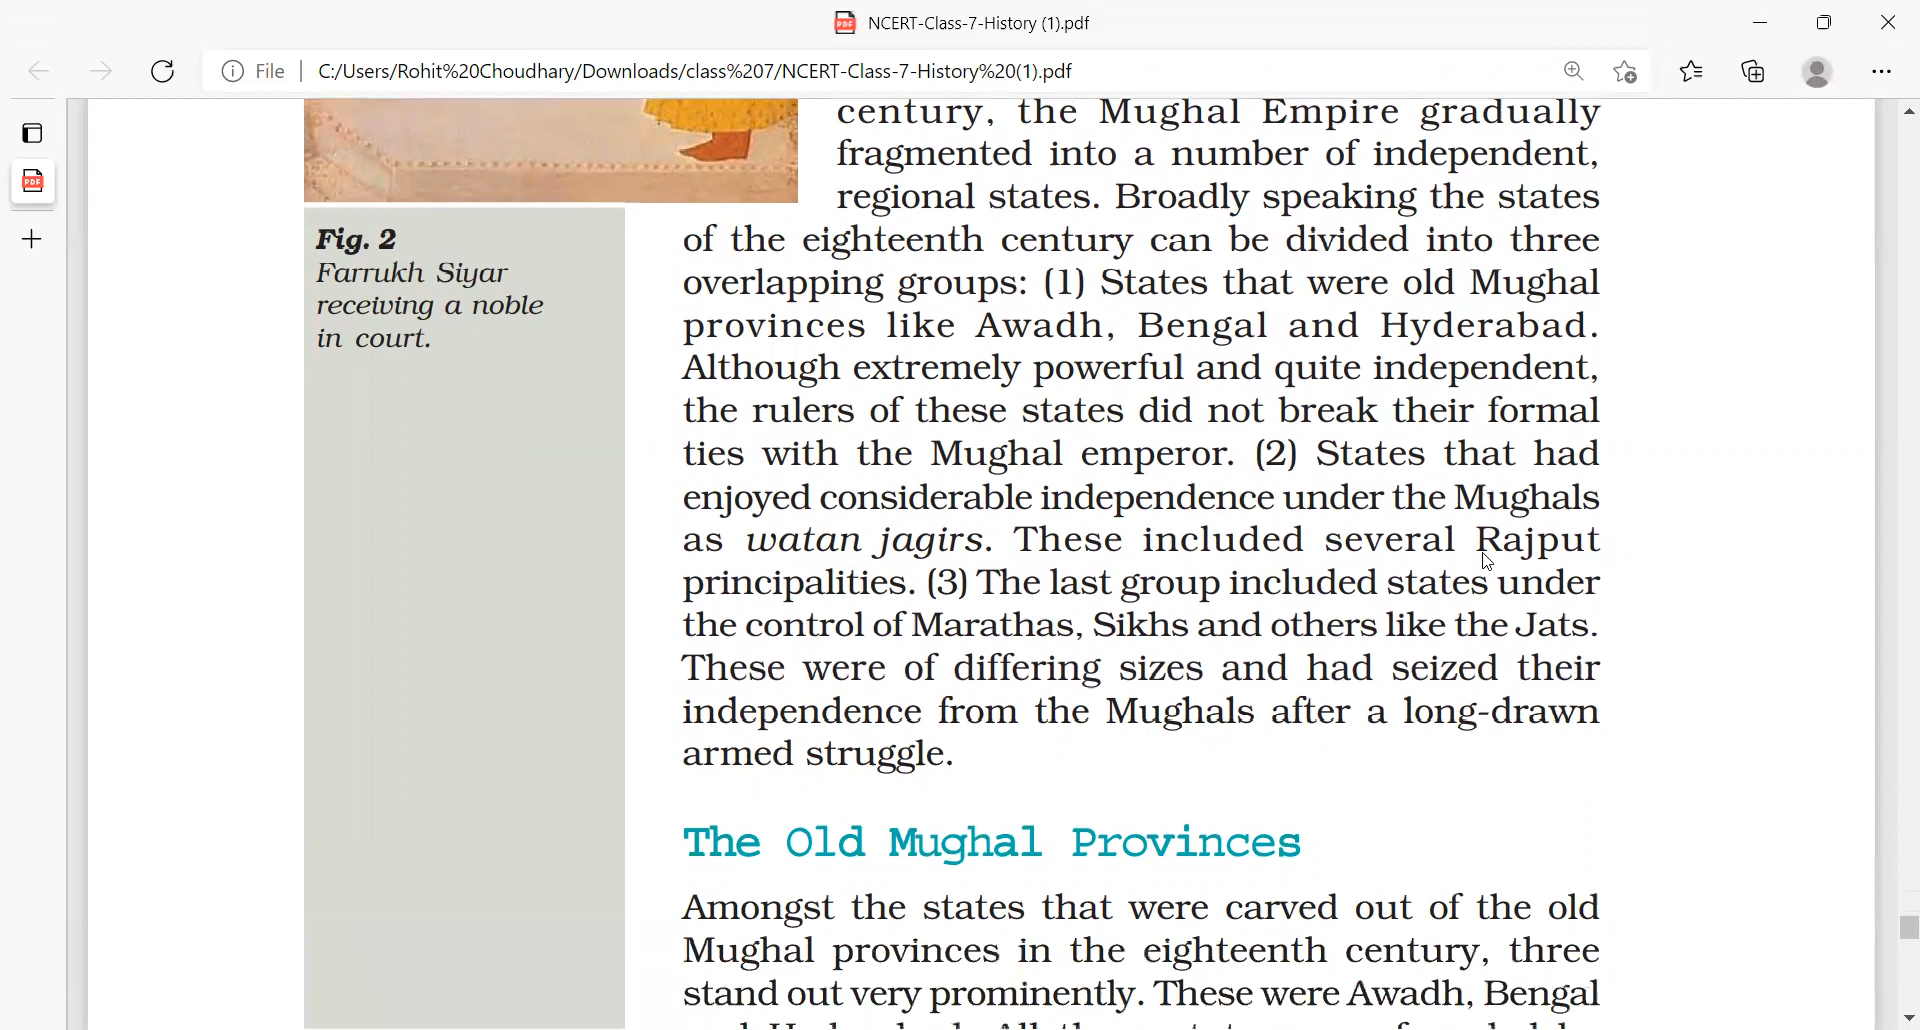 NCERT-Class-7-History (1).pdf
File
C:/Users/Rohit%20Choudhary/Downloads/class%207/NCERT-Class-7-History%20(1).pdf
century, the Mughal Empire gradually
fragmented into a number of independent,
regional states. Broadly speaking the states
Fig. 2
Farrukh Siyar
receiving a noble
in court.
of the eighteenth century can be divided into three
overlapping groups: (1) States that were old Mughal
provinces like Awadh, Bengal and Hyderabad.
Although extremely powerful and quite independent,
the rulers of these states did not break their formal
ties with the Mughal emperor. (2) States that had
enjoyed considerable independence under the Mughals
as watan jagirs. These included several Rajput
principalities. (3) The last group included states under
the control of Marathas, Sikhs and others like the Jats.
These were of differing sizes and had seized their
independence from the Mughals after a long-drawn
armed struggle.
The Old Mughal Provinces
Amongst the states that were carved out of the old
Mughal provinces in the eighteenth century, three
stand out very prominently. These were Awadh, Bengal